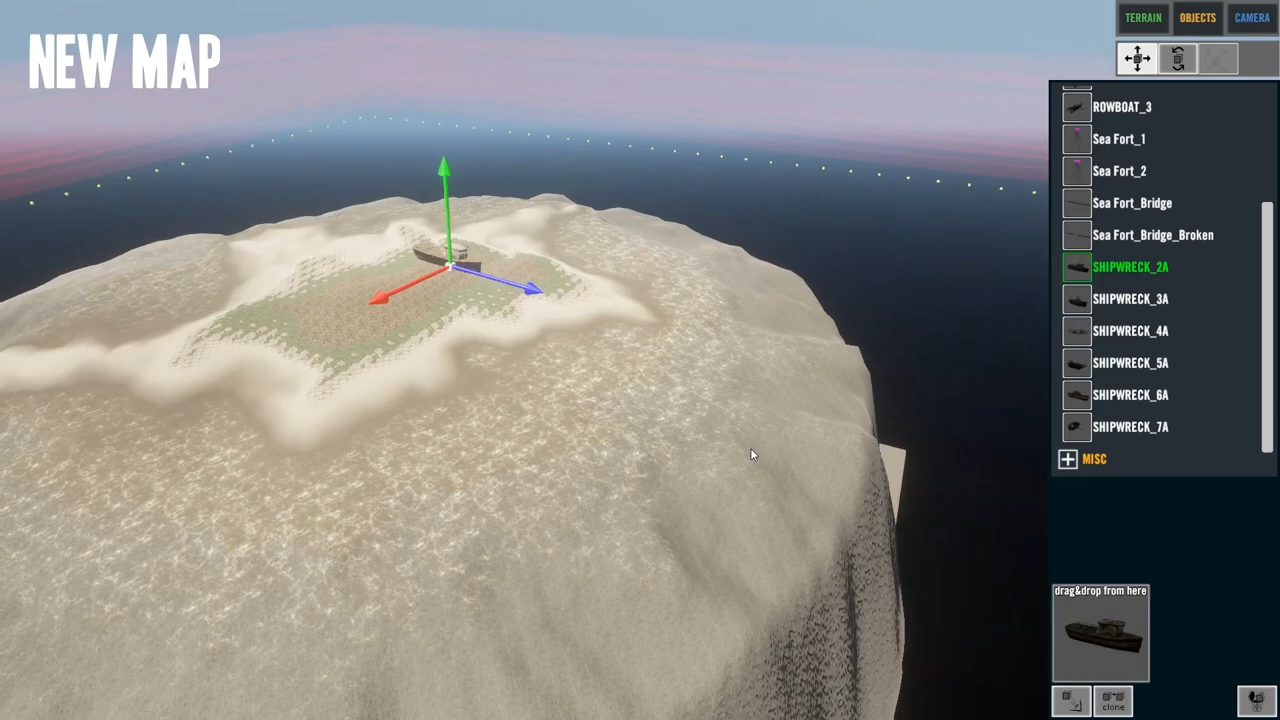 NEW MAP
TERRAIN OBJECTS CAMERA
ROWBOAT_3
Sea Fort_1
Sea Fort_2
Sea Fort_Bridge
Sea Fort_Bridge_Broken
SHIPWRECK_2A
SHIPWRECK_3A
SHIPWRECK_4A
SHIPWRECK_5A
SHIPWRECK_6A
SHIPWRECK_7A
MISC
drag&drop from here
clone